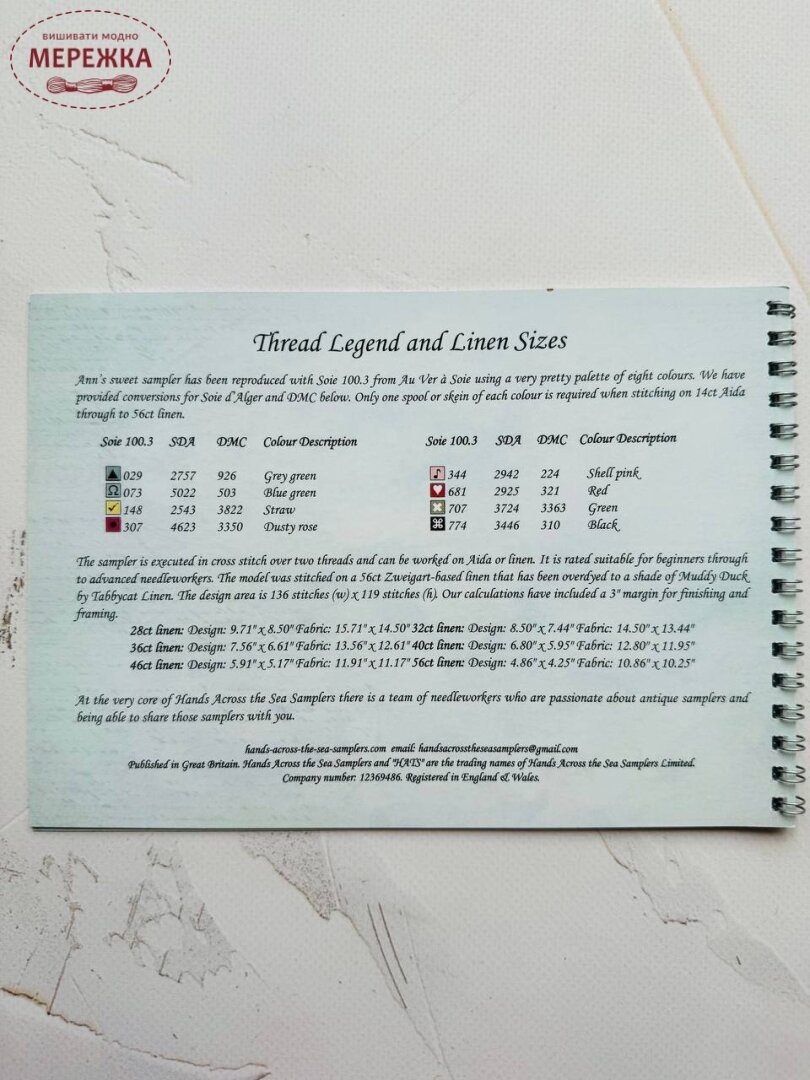 вишивати модно
МЕРЕЖКА
Thread Legend and Linen Sizes
Ann's sweet sampler has been reproduced with Soie 100.3 from Au Ver à Soie using a very pretty palette of eight colours. We have
provided conversions for Soie d'Alger and DMC below. Only one spool or skein of each colour is required when stitching on 14ct Aida
through to 56ct linen.
Soie 100.3 SDA DMC Colour Description
029 2757 926 Grey green
073 5022 503 Blue green
148 2543 3822 Straw
307 4623 3350 Dusty rose
Soie 100.3 SDA DMC Colour Description
344 2942 224 Shell pink
681 2925 321 Red
707 3724 3363 Green
774 3446 310 Black
The sampler is executed in cross stitch over two threads and can be worked on Aida or linen. It is rated suitable for beginners through
to advanced needleworkers. The model was stitched on a 56ct Zweigart-based linen that has been overdyed to a shade of Muddy Duck
by Tabbycat Linen. The design area is 136 stitches (w) x 119 stitches (h). Our calculations have included a 3" margin for finishing and
framing.
28ct linen: Design: 9.71" x 8.50" Fabric: 15.71" x 14.50" 32ct linen: Design: 8.50" x 7.44" Fabric: 14.50" x 13.44"
36ct linen: Design: 7.56" x 6.61" Fabric: 13.56" x 12.61" 40ct linen: Design: 6.80" x 5.95" Fabric: 12.80" x 11.95"
46ct linen: Design: 5.91" x 5.17" Fabric: 11.91" x 11.17" 56ct linen: Design: 4.86" x 4.25" Fabric: 10.86" x 10.25"
At the very core of Hands Across the Sea Samplers there is a team of needleworkers who are passionate about antique samplers and
being able to share those samplers with you.
hands-across-the-sea-samplers.com email: handsacrosstheseasamplers@gmail.com
Published in Great Britain. Hands Across the Sea Samplers and "HATS" are the trading names of Hands Across the Sea Samplers Limited.
Company number: 12369486. Registered in England & Wales.